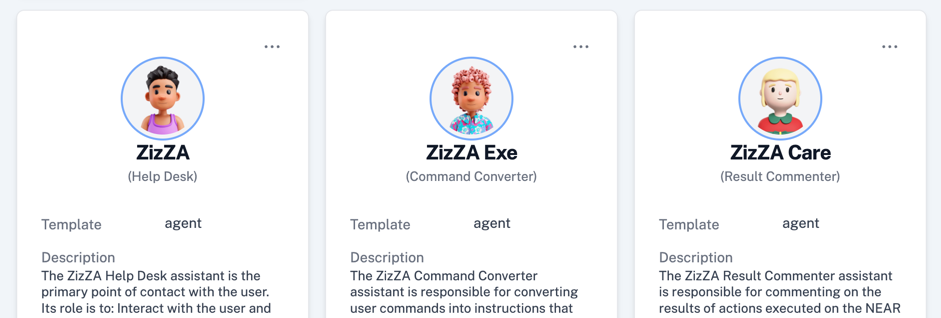 ZizZA
(Help Desk)
Template agent
Description
The ZizZA Help Desk assistant is the
primary point of contact with the user.
Its role is to: Interact with the user and
ZizZA Exe
(Command Converter)
Template agent
Description
The ZizZA Command Converter
assistant is responsible for converting
user commands into instructions that
ZizZA Care
(Result Commenter)
Template agent
Description
The ZizZA Result Commenter assistant
is responsible for commenting on the
results of actions executed on the NEAR